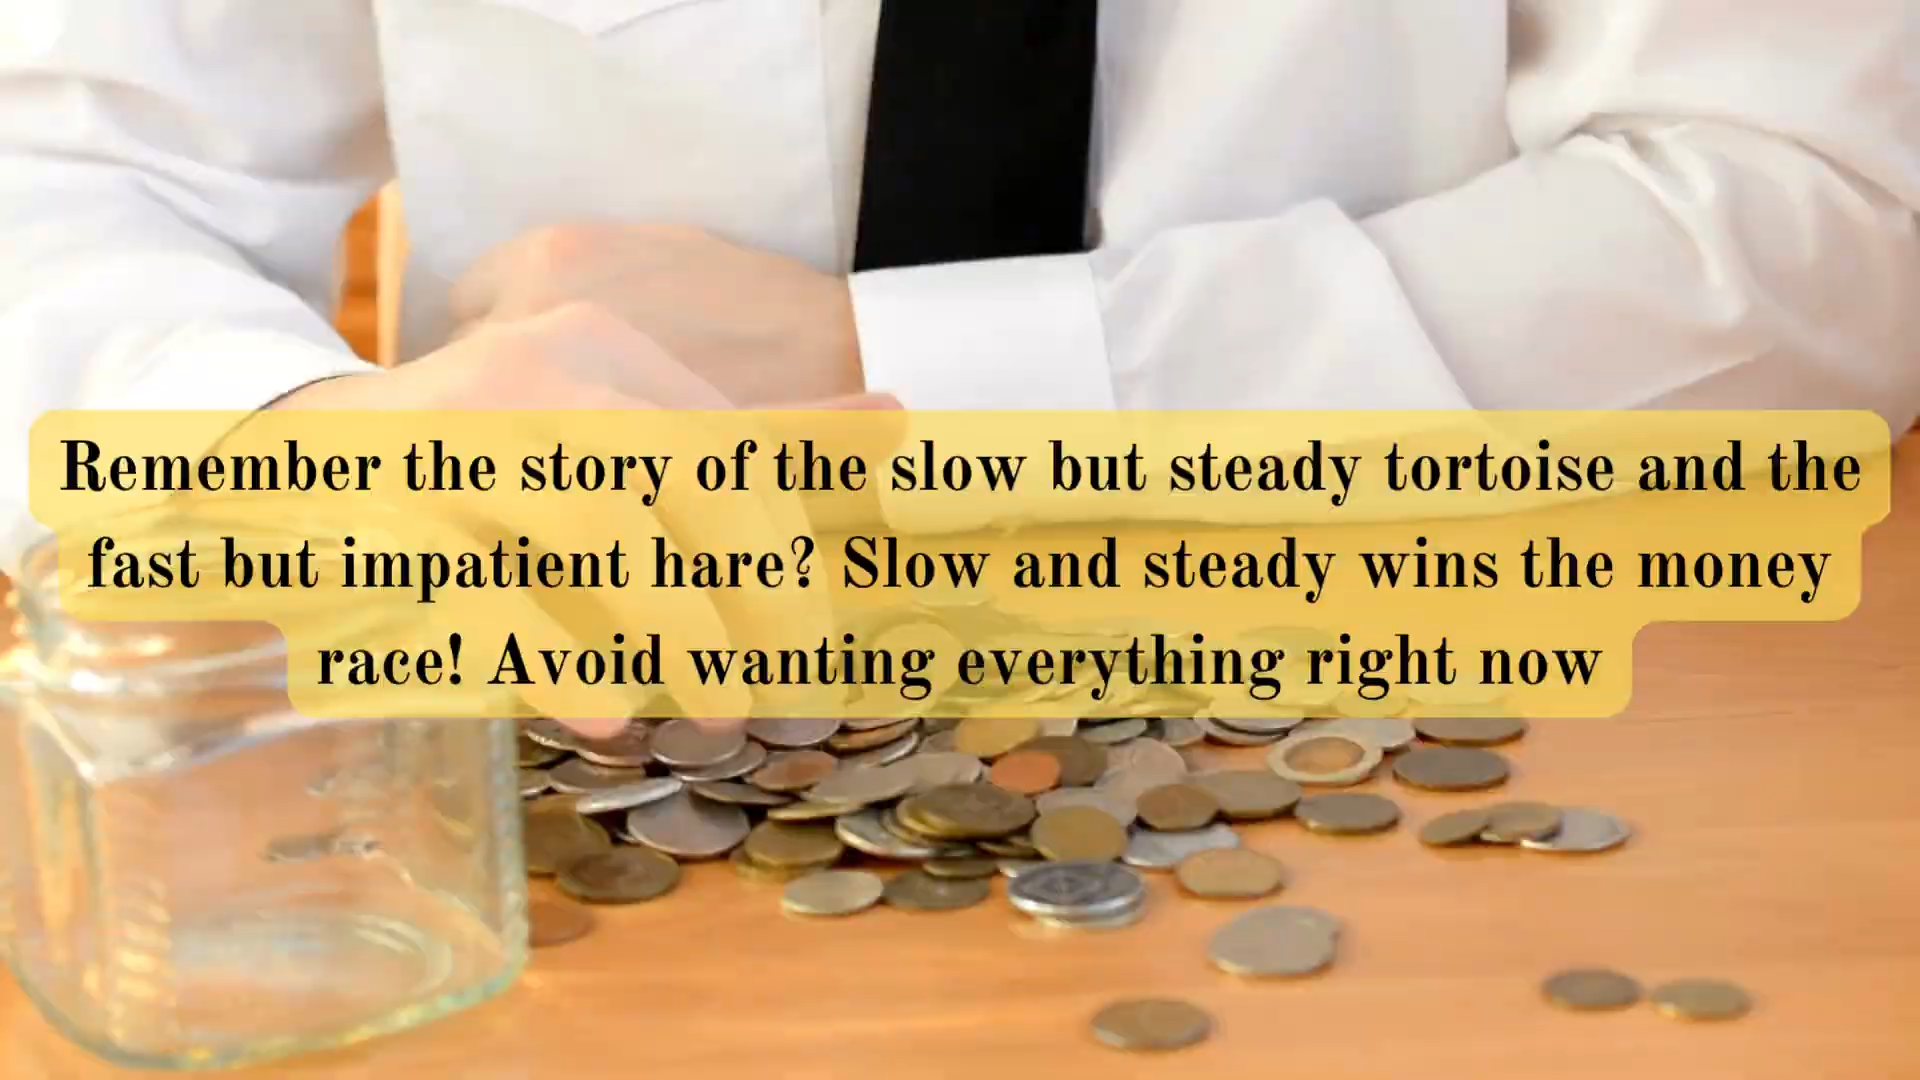 Remember the story of the slow but steady tortoise and the
fast but impatient hare? Slow and steady wins the money
race! Avoid wanting everything right now